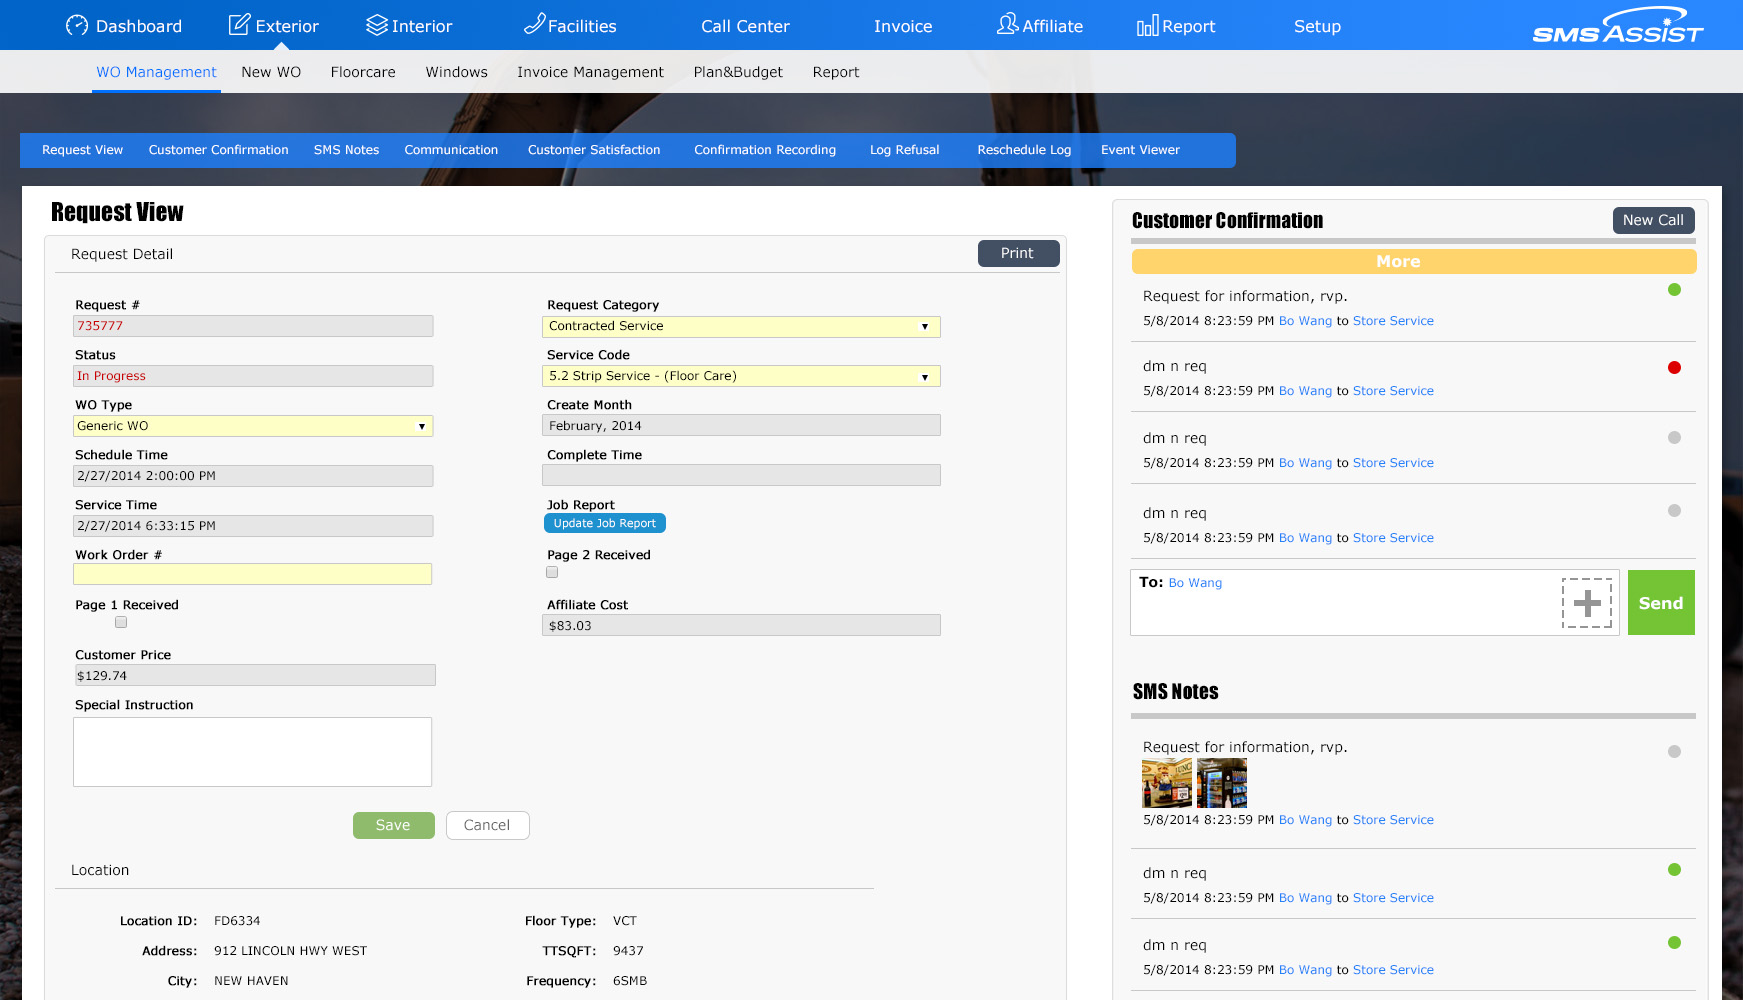 Dashboard Exterior Interior Facilities Call Center Invoice Affiliate Report Setup SMS ASSIST
WO Management New WO Floorcare Windows Invoice Management Plan&Budget Report
Request View Customer Confirmation SMS Notes Communication Customer Satisfaction Confirmation Recording Log Refusal Reschedule Log Event Viewer
Request View
Request Detail Print
Request # Request Category
735777 Contracted Service
Status Service Code
In Progress 5.2 Strip Service - (Floor Care)
WO Type Create Month
Generic WO February, 2014
Schedule Time Complete Time
2/27/2014 2:00:00 PM
Service Time Job Report
2/27/2014 6:33:15 PM Update Job Report
Work Order # Page 2 Received
Page 1 Received Affiliate Cost
$83.03
Customer Price
$129.74
Special Instruction
Save Cancel
Location
Location ID: FD6334 Floor Type: VCT
Address: 912 LINCOLN HWY WEST TTSQFT: 9437
City: NEW HAVEN Frequency: 6SMB
Customer Confirmation New Call
More
Request for information, rvp.
5/8/2014 8:23:59 PM Bo Wang to Store Service
dm n req
5/8/2014 8:23:59 PM Bo Wang to Store Service
dm n req
5/8/2014 8:23:59 PM Bo Wang to Store Service
dm n req
5/8/2014 8:23:59 PM Bo Wang to Store Service
To: Bo Wang
Send
SMS Notes
Request for information, rvp.
5/8/2014 8:23:59 PM Bo Wang to Store Service
dm n req
5/8/2014 8:23:59 PM Bo Wang to Store Service
dm n req
5/8/2014 8:23:59 PM Bo Wang to Store Service